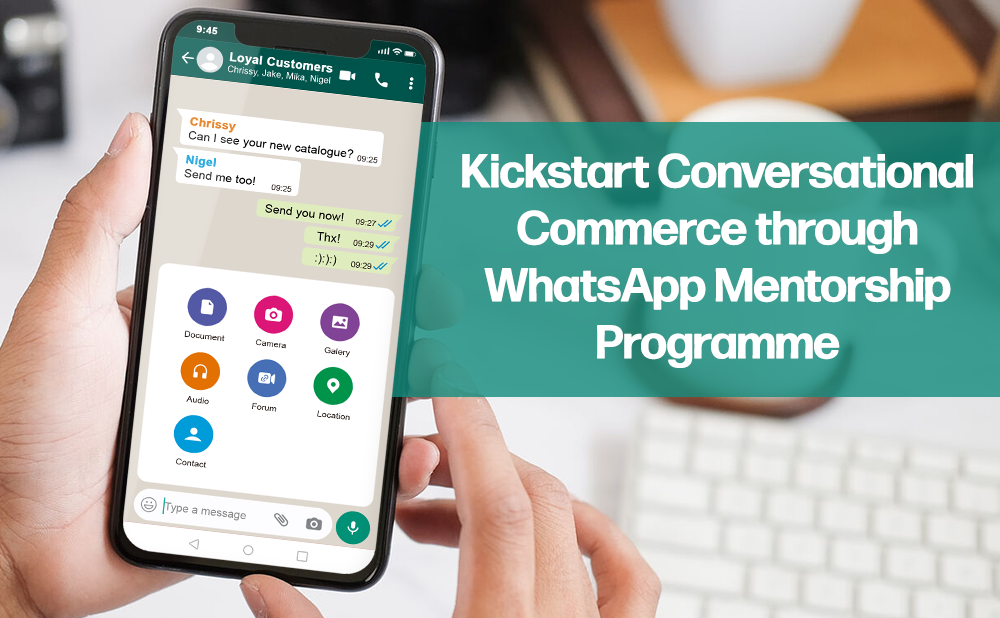 9:45
Loyal Customers
Chrissy, Jake, Mika, Nigel
Chrissy
Can I see your new catalogue? 09:25
Nigel
Send me too! 09:25
Send you now! 09:27
Thx! 09:29
:):):) 09:29
Document Camera Galery
Audio Forum Location
Contact
Type a message
Kickstart Conversational
Commerce through
WhatsApp Mentorship
Programme